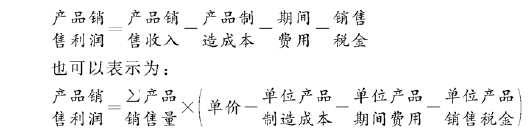 产品销售利润=产品销售收入-产品制造成本-期间费用-销售税金
也可以表示为：
产品销售利润=∑产品销售量×(单价-单位产品制造成本-单位产品期间费用-单位产品销售税金)